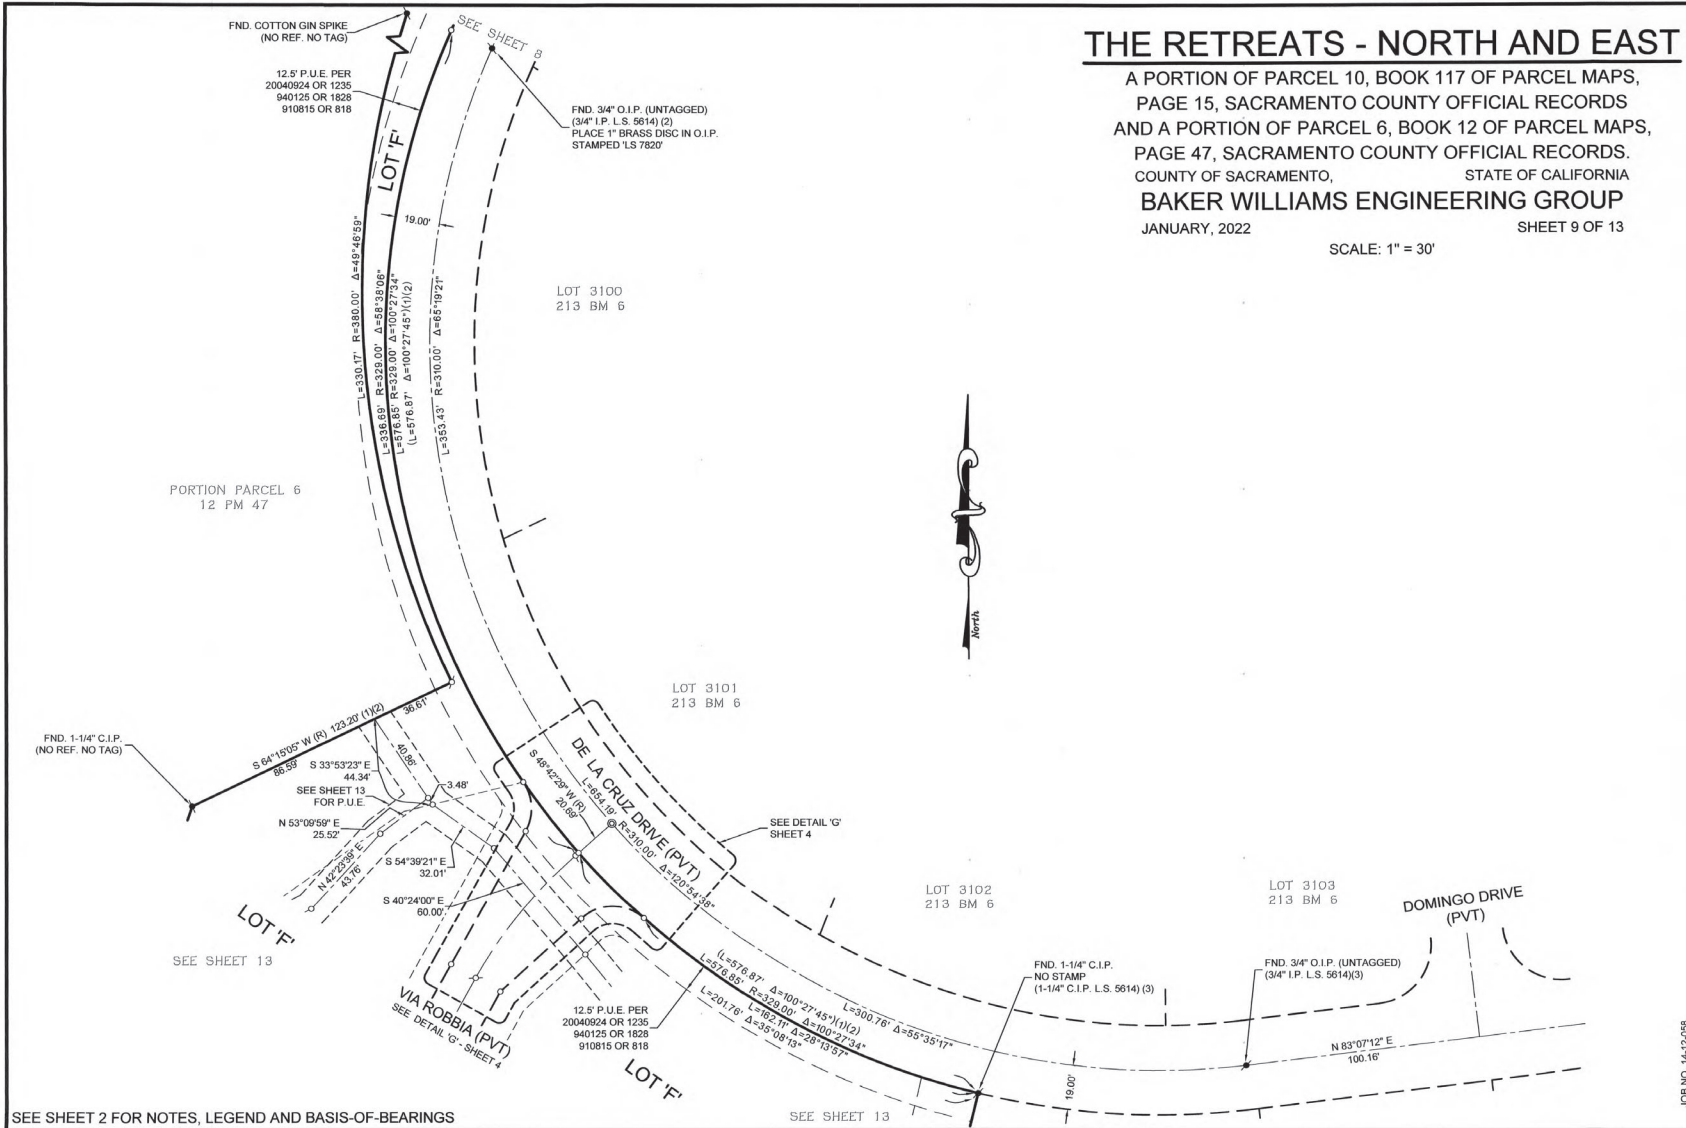 THE RETREATS - NORTH AND EAST
A PORTION OF PARCEL 10, BOOK 117 OF PARCEL MAPS,
PAGE 15, SACRAMENTO COUNTY OFFICIAL RECORDS
AND A PORTION OF PARCEL 6, BOOK 12 OF PARCEL MAPS,
PAGE 47, SACRAMENTO COUNTY OFFICIAL RECORDS.
COUNTY OF SACRAMENTO, STATE OF CALIFORNIA
BAKER WILLIAMS ENGINEERING GROUP
JANUARY, 2022 SHEET 9 OF 13
SCALE: 1" = 30'
FND. COTTON GIN SPIKE
(NO REF. NO TAG)
SEE SHEET 8
12.5' P.U.E. PER
20040924 OR 1235
940125 OR 1828
910815 OR 818
FND. 3/4" O.I.P. (UNTAGGED)
(3/4" I.P. L.S. 5614) (2)
PLACE 1" BRASS DISC IN O.I.P.
STAMPED 'LS 7820'
LOT 'F'
19.00'
L=330.17' R=380.00' Δ=49°46'59"
L=336.69' R=329.00' Δ=58°38'06"
L=576.85' R=329.00' Δ=100°27'34"
(L=576.87' Δ=100°27'45")(1)(2)
L=353.43' R=310.00' Δ=65°19'21"
LOT 3100
213 BM 6
PORTION PARCEL 6
12 PM 47
North
LOT 3101
213 BM 6
FND. 1-1/4" C.I.P.
(NO REF. NO TAG)
S 64°15'05" W (R) 123.20' (1)(2)
86.59'
36.61'
40.86'
S 33°53'23" E
44.34'
SEE SHEET 13
FOR P.U.E.
3.48'
N 53°09'59" E
25.52'
N 42°23'39" E
43.76'
S 54°39'21" E
32.01'
S 40°24'00" E
60.00'
S 48°42'29" W (R)
20.69'
DE LA CRUZ DRIVE (PVT)
L=654.19' R=310.00' Δ=120°54'38"
SEE DETAIL 'G'
SHEET 4
LOT 'F'
SEE SHEET 13
VIA ROBBIA (PVT)
SEE DETAIL 'G' - SHEET 4
12.5' P.U.E. PER
20040924 OR 1235
940125 OR 1828
910815 OR 818
LOT 'F'
(L=576.87' Δ=100°27'45")(1)(2)
L=576.85' R=329.00' Δ=100°27'34"
L=162.11' Δ=28°13'57"
L=201.76' Δ=35°08'13"
L=300.76' Δ=55°35'17"
LOT 3102
213 BM 6
LOT 3103
213 BM 6
DOMINGO DRIVE
(PVT)
FND. 1-1/4" C.I.P.
NO STAMP
(1-1/4" C.I.P. L.S. 5614) (3)
FND. 3/4" O.I.P. (UNTAGGED)
(3/4" I.P. L.S. 5614)(3)
N 83°07'12" E
100.16'
19.00'
SEE SHEET 13
SEE SHEET 2 FOR NOTES, LEGEND AND BASIS-OF-BEARINGS
JOB NO. 14-12-058